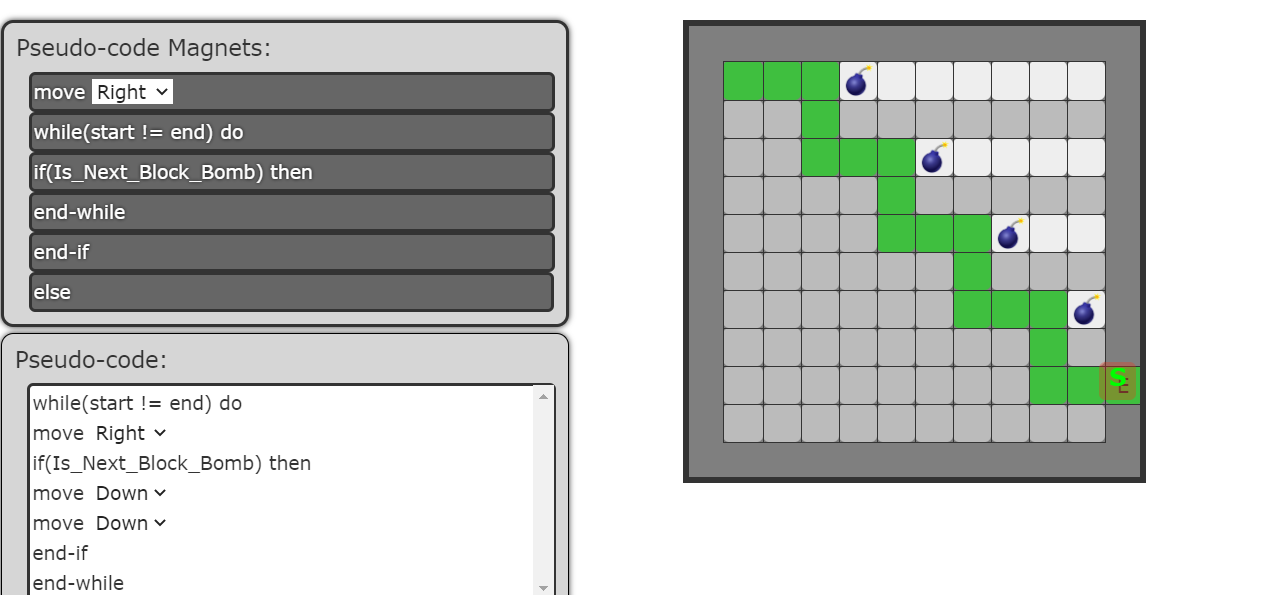 Pseudo-code Magnets:
move Right
while(start != end) do
if(Is_Next_Block_Bomb) then
end-while
end-if
else
Pseudo-code:
while(start != end) do
move Right
if(Is_Next_Block_Bomb) then
move Down
move Down
end-if
end-while
S
E